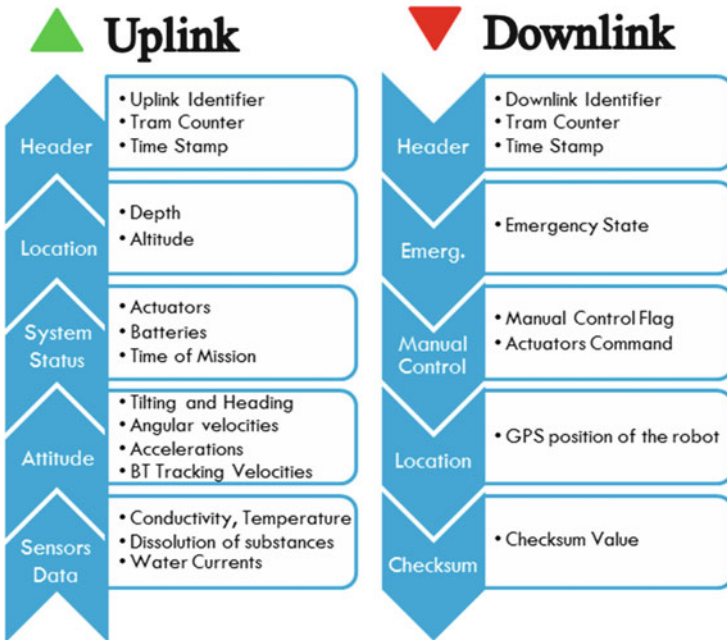 Uplink
Header
• Uplink Identifier
• Tram Counter
• Time Stamp
Location
• Depth
• Altitude
System
Status
• Actuators
• Batteries
• Time of Mission
Attitude
• Tilting and Heading
• Angular velocities
• Accelerations
• BT Tracking Velocities
Sensors
Data
• Conductivity, Temperature
• Dissolution of substances
• Water Currents
Downlink
Header
• Downlink Identifier
• Tram Counter
• Time Stamp
Emerg.
• Emergency State
Manual
Control
• Manual Control Flag
• Actuators Command
Location
• GPS position of the robot
Checksum
• Checksum Value